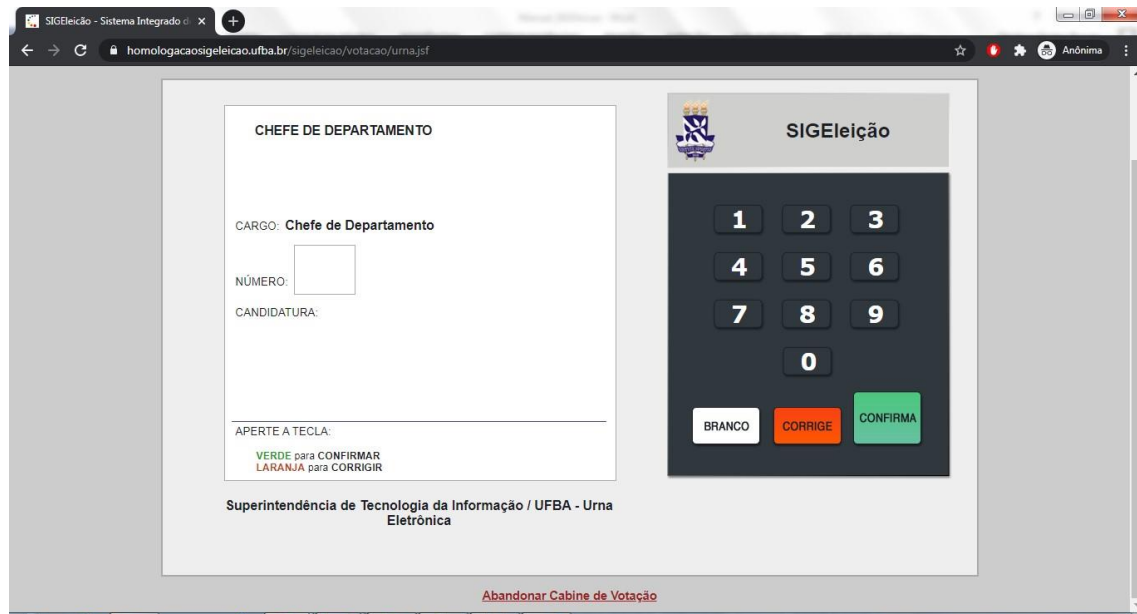 SIGEleicão - Sistema Integrado d
homologacaosigeleicao.ufba.br/sigeleicao/votacao/urna.jsf
Anônima
CHEFE DE DEPARTAMENTO
CARGO: Chefe de Departamento
NÚMERO:
CANDIDATURA:
APERTE A TECLA:
VERDE para CONFIRMAR
LARANJA para CORRIGIR
Superintendência de Tecnologia da Informação / UFBA - Urna
Eletrônica
SIGEleição
1 2 3
4 5 6
7 8 9
0
BRANCO CORRIGE CONFIRMA
Abandonar Cabine de Votação